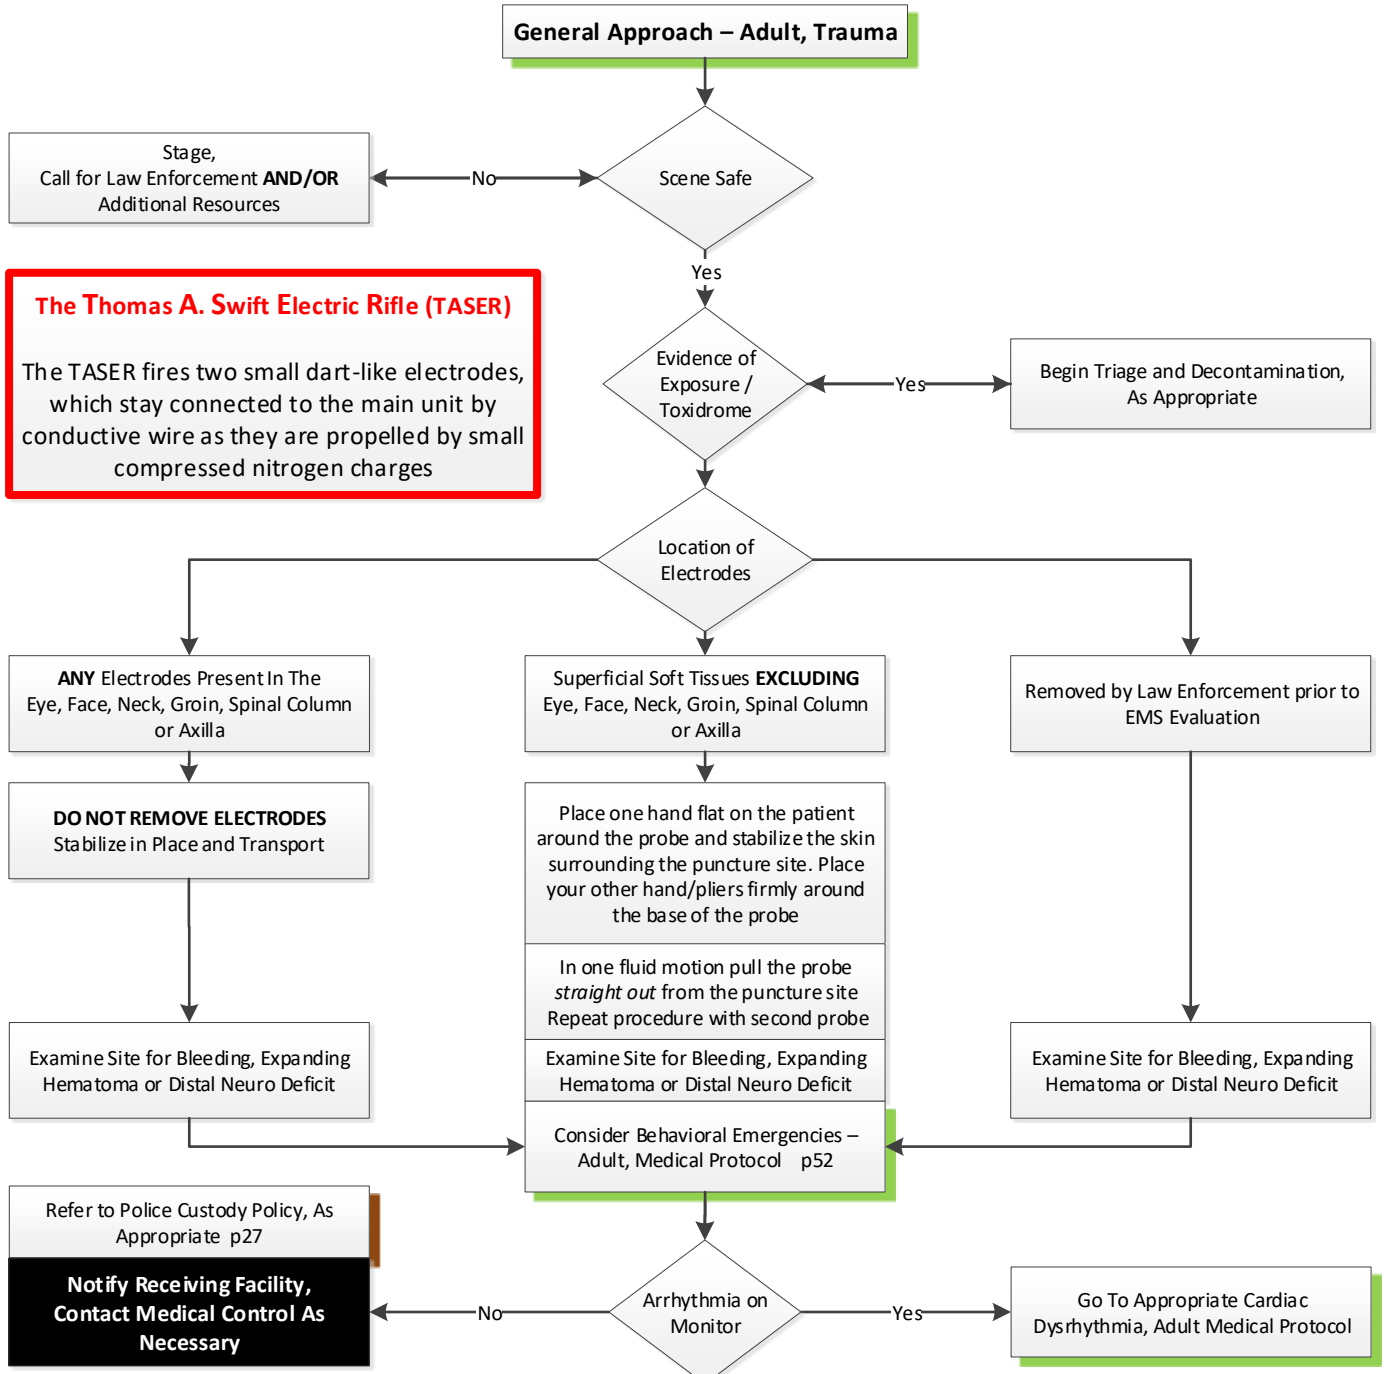 General Approach – Adult, Trauma
Stage,
Call for Law Enforcement AND/OR
Additional Resources
No
Scene Safe
Yes
The Thomas A. Swift Electric Rifle (TASER)
The TASER fires two small dart-like electrodes,
which stay connected to the main unit by
conductive wire as they are propelled by small
compressed nitrogen charges
Evidence of
Exposure /
Toxidrome
Yes
Begin Triage and Decontamination,
As Appropriate
Location of
Electrodes
ANY Electrodes Present In The
Eye, Face, Neck, Groin, Spinal Column
or Axilla
Superficial Soft Tissues EXCLUDING
Eye, Face, Neck, Groin, Spinal Column
or Axilla
Removed by Law Enforcement prior to
EMS Evaluation
DO NOT REMOVE ELECTRODES
Stabilize in Place and Transport
Place one hand flat on the patient
around the probe and stabilize the skin
surrounding the puncture site. Place
your other hand/pliers firmly around
the base of the probe
In one fluid motion pull the probe
straight out from the puncture site
Repeat procedure with second probe
Examine Site for Bleeding, Expanding
Hematoma or Distal Neuro Deficit
Examine Site for Bleeding, Expanding
Hematoma or Distal Neuro Deficit
Examine Site for Bleeding, Expanding
Hematoma or Distal Neuro Deficit
Consider Behavioral Emergencies –
Adult, Medical Protocol p52
Refer to Police Custody Policy, As
Appropriate p27
Notify Receiving Facility,
Contact Medical Control As
Necessary
No
Arrhythmia on
Monitor
Yes
Go To Appropriate Cardiac
Dysrhythmia, Adult Medical Protocol